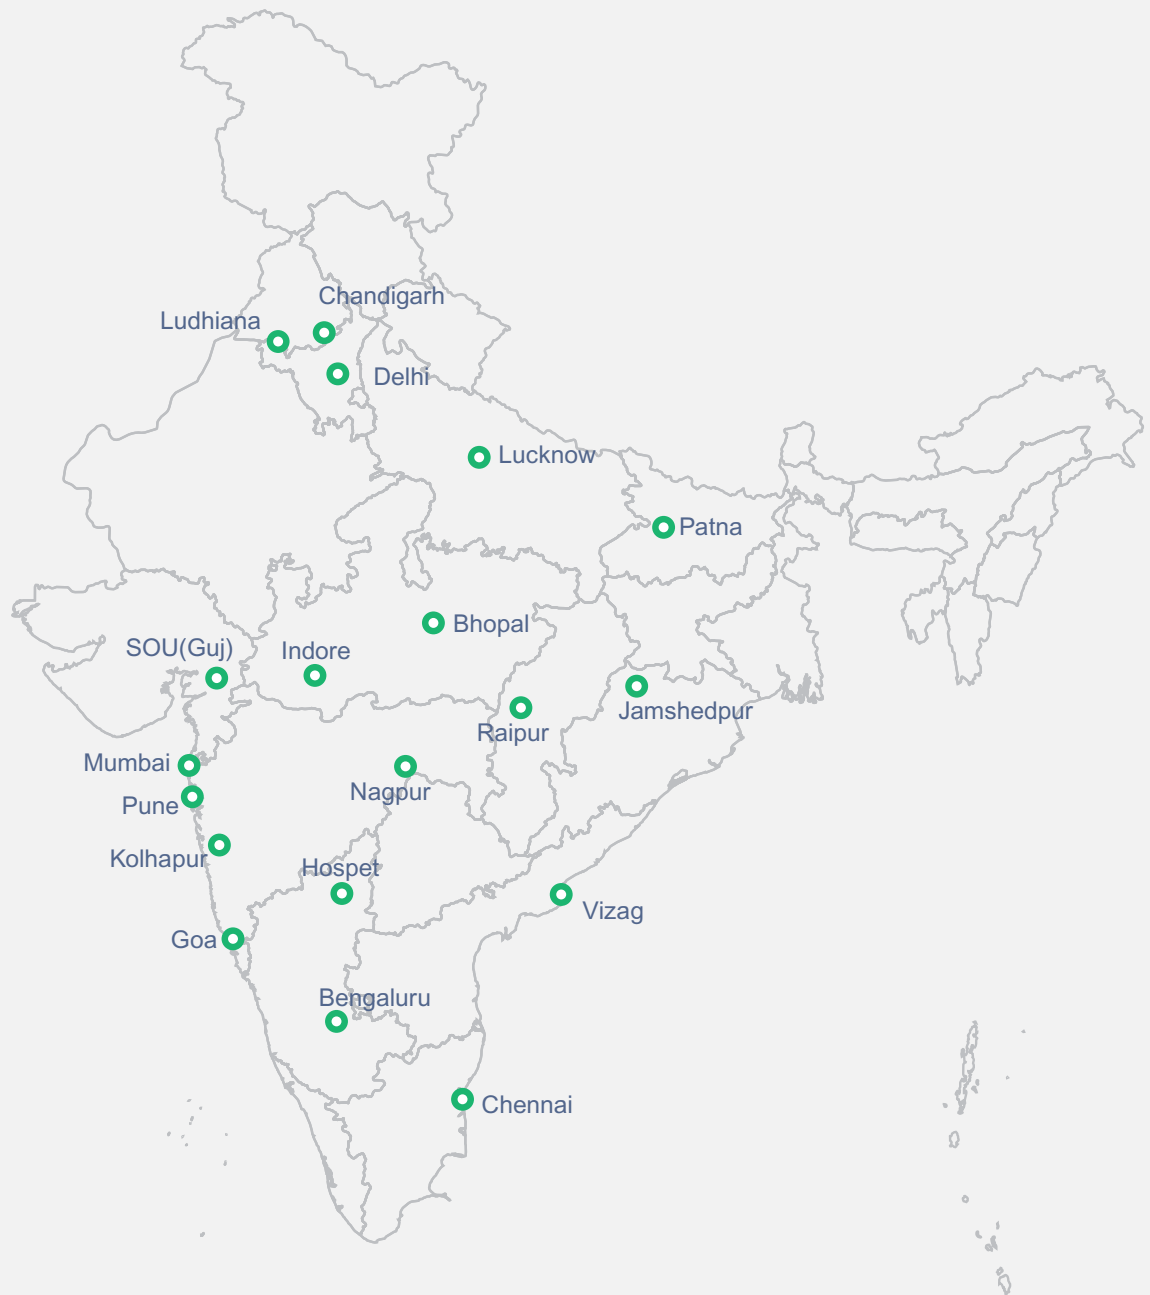 Chandigarh
Ludhiana
Delhi
Lucknow
Patna
Bhopal
SOU(Guj)
Indore
Jamshedpur
Raipur
Mumbai
Nagpur
Pune
Kolhapur
Hospet
Vizag
Goa
Bengaluru
Chennai